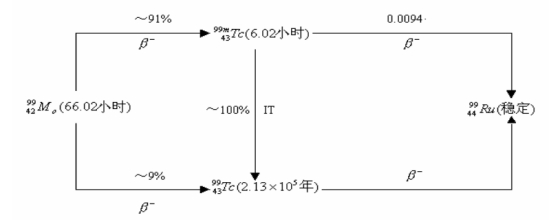 ~91% 0.0094
β⁻ ⁹⁹ᵐ₄₃Tc(6.02小时) β⁻
⁹⁹₄₂Mₒ(66.02小时) ~100% IT ⁹⁹₄₄Ru(稳定)
~9% ⁹⁹₄₃Tc(2.13×10⁵年) β⁻
β⁻